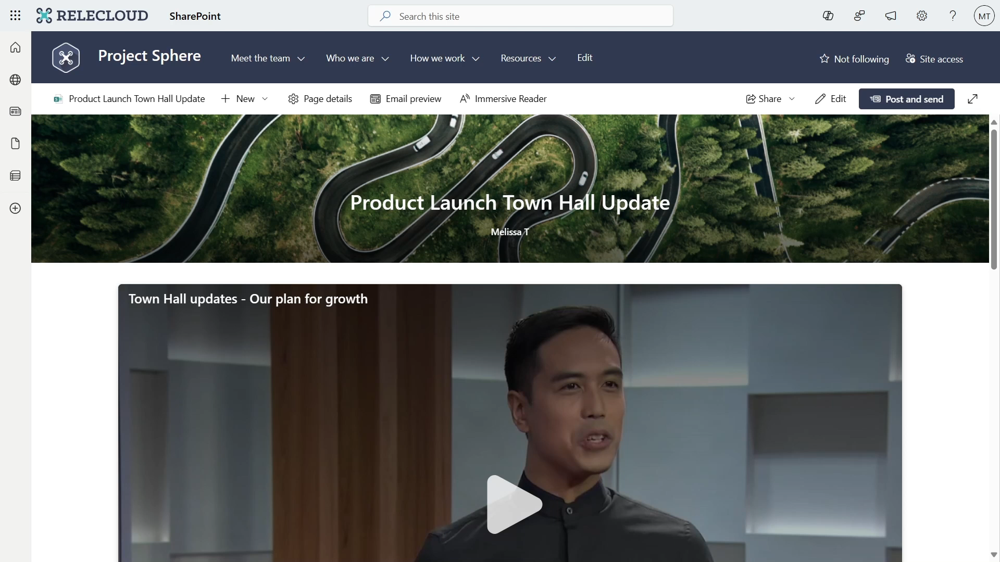 RELECLOUD
SharePoint
Search this site
MT
Project Sphere
Meet the team
Who we are
How we work
Resources
Edit
Not following
Site access
Product Launch Town Hall Update
New
Page details
Email preview
Immersive Reader
Share
Edit
Post and send
Product Launch Town Hall Update
Melissa T
Town Hall updates - Our plan for growth